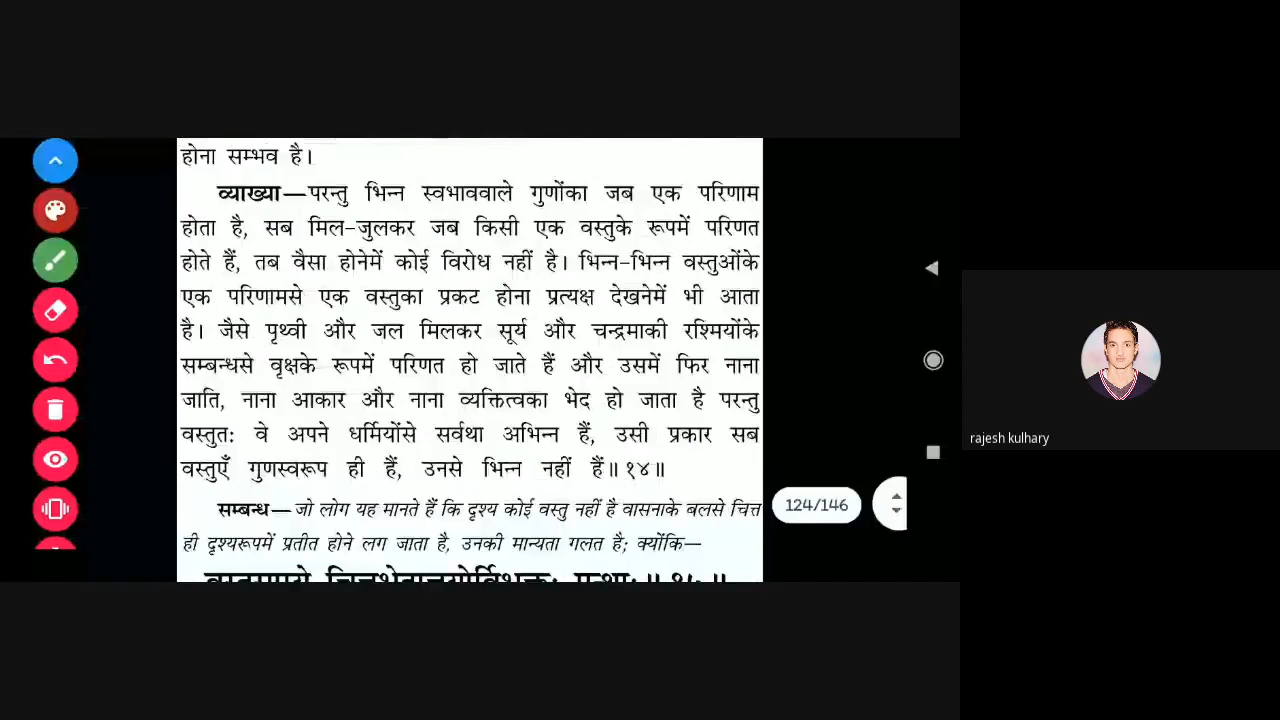 होना सम्भव है।
व्याख्या—परन्तु भिन्न स्वभाववाले गुणोंका जब एक परिणाम
होता है, सब मिल-जुलकर जब किसी एक वस्तुके रूपमें परिणत
होते हैं, तब वैसा होनेमें कोई विरोध नहीं है। भिन्न-भिन्न वस्तुओंके
एक परिणामसे एक वस्तुका प्रकट होना प्रत्यक्ष देखनेमें भी आता
है। जैसे पृथ्वी और जल मिलकर सूर्य और चन्द्रमाकी रश्मियोंके
सम्बन्धसे वृक्षके रूपमें परिणत हो जाते हैं और उसमें फिर नाना
जाति, नाना आकार और नाना व्यक्तित्वका भेद हो जाता है परन्तु
वस्तुतः वे अपने धर्मियोंसे सर्वथा अभिन्न हैं, उसी प्रकार सब
वस्तुएँ गुणस्वरूप ही हैं, उनसे भिन्न नहीं हैं॥ १४॥
सम्बन्ध—जो लोग यह मानते हैं कि दृश्य कोई वस्तु नहीं है वासनाके बलसे चित्त
ही दृश्यरूपमें प्रतीत होने लग जाता है, उनकी मान्यता गलत है; क्योंकि—
124/146
rajesh kulhary